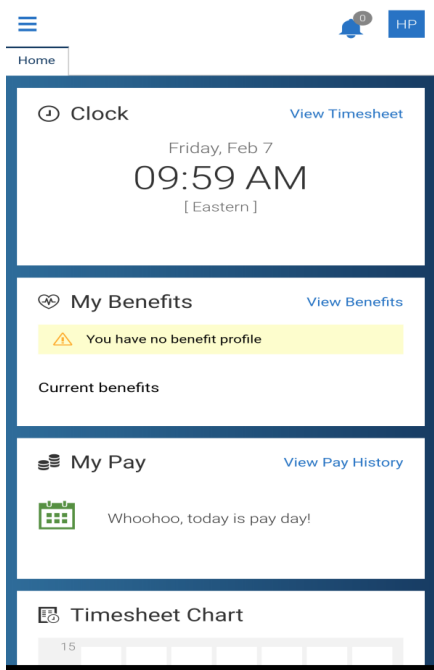 0
HP
Home
Clock
View Timesheet
Friday, Feb 7
09:59 AM
[ Eastern ]
My Benefits
View Benefits
You have no benefit profile
Current benefits
My Pay
View Pay History
Whoohoo, today is pay day!
Timesheet Chart
15